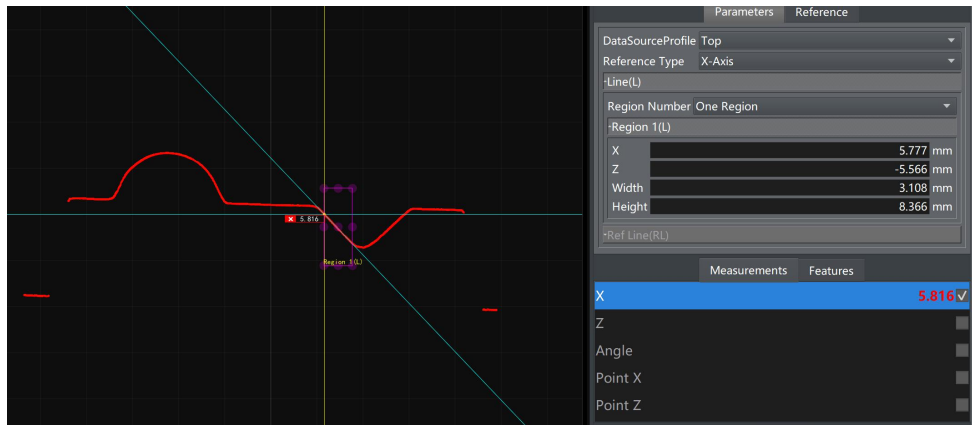 Parameters Reference
DataSourceProfile Top
Reference Type X-Axis
-Line(L)
Region Number One Region
-Region 1(L)
X 5.777 mm
Z -5.566 mm
Width 3.108 mm
Height 8.366 mm
-Ref Line(RL)
Measurements Features
X 5.816
Z
Angle
Point X
Point Z
X 5.816
Region 1(L)